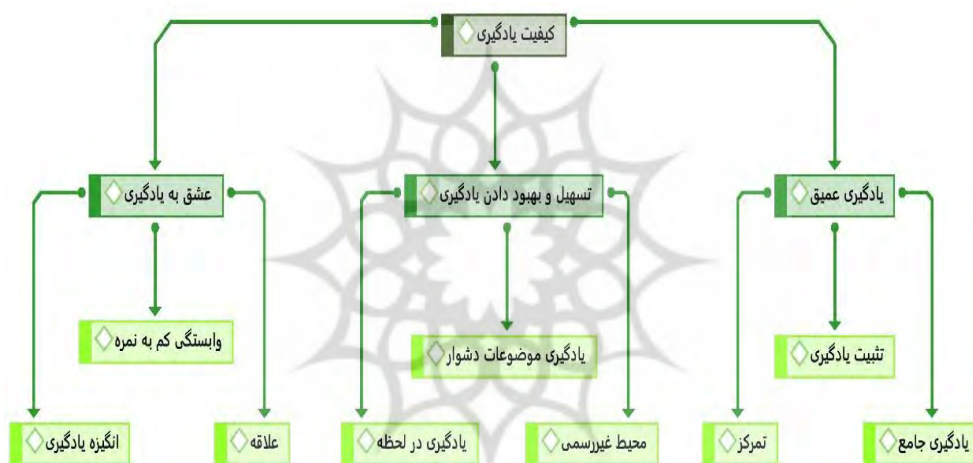 کیفیت یادگیری
یادگیری عمیق
تسهیل و بهبود دادن یادگیری
عشق به یادگیری
تثبیت یادگیری
یادگیری موضوعات دشوار
وابستگی کم به نمره
یادگیری جامع
تمرکز
محیط غیررسمی
یادگیری در لحظه
علاقه
انگیزه یادگیری